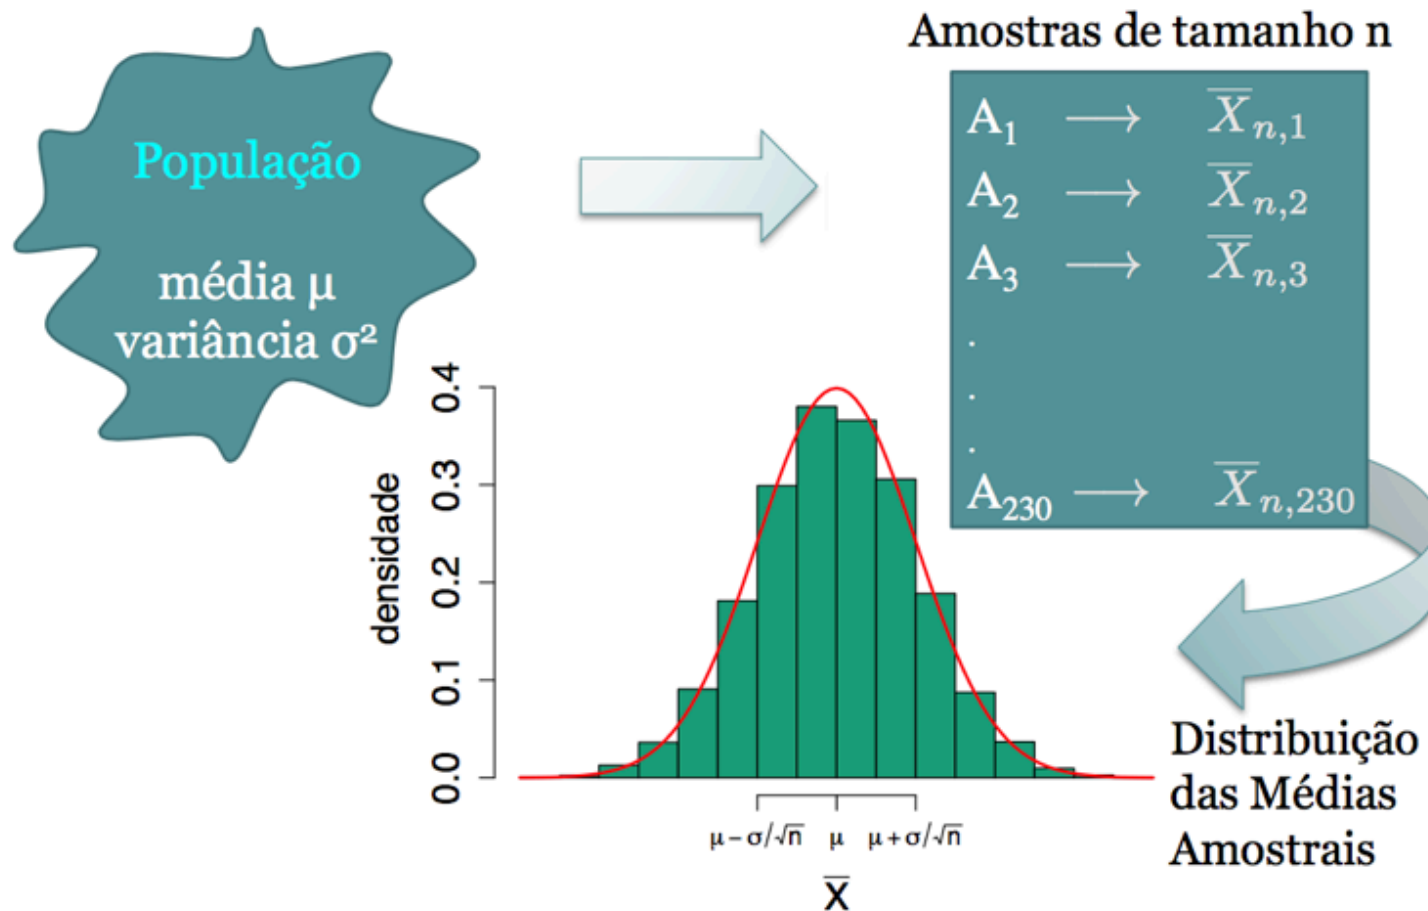 População
média μ
variância σ²
Amostras de tamanho n
A₁ ⟶ X̅ₙ,₁
A₂ ⟶ X̅ₙ,₂
A₃ ⟶ X̅ₙ,₃
.
.
.
A₂₃₀ ⟶ X̅ₙ,₂₃₀
densidade
0.4
0.3
0.2
0.1
0.0
μ − σ/√n μ μ + σ/√n
X̅
Distribuição
das Médias
Amostrais